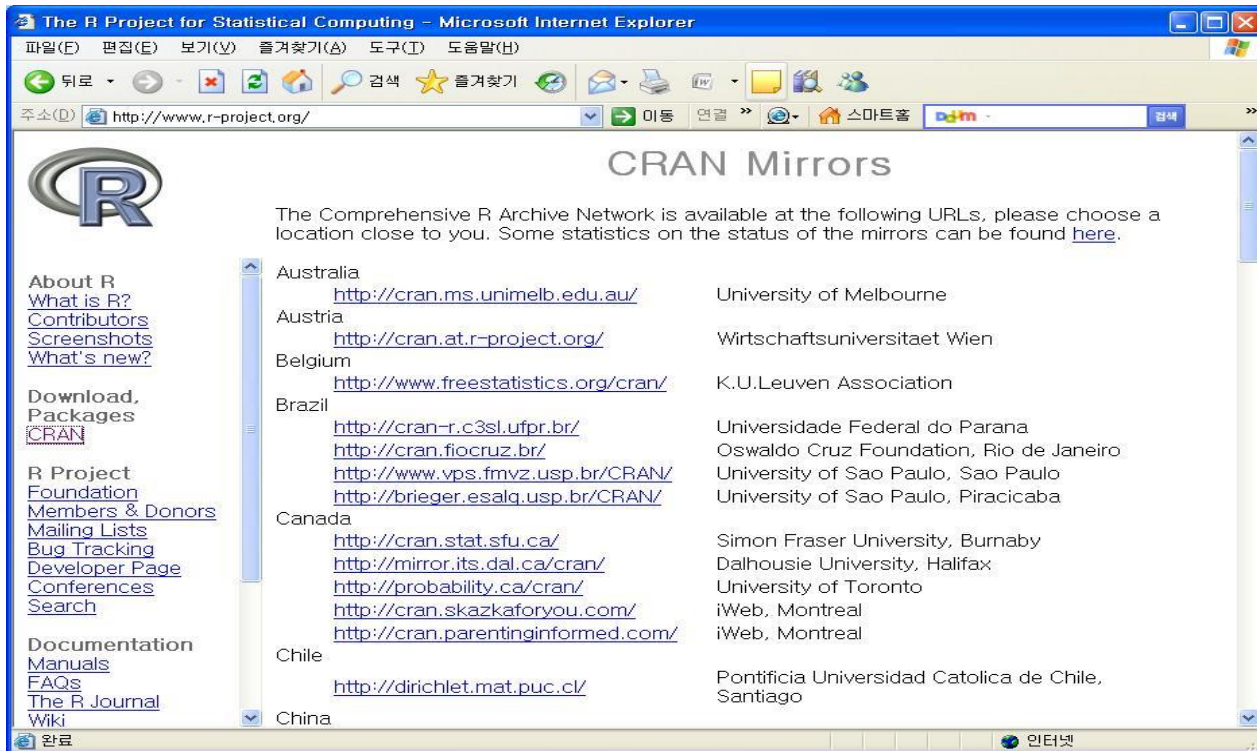 The R Project for Statistical Computing - Microsoft Internet Explorer
파일(F) 편집(E) 보기(V) 즐겨찾기(A) 도구(T) 도움말(H)
뒤로 검색 즐겨찾기
주소(D) http://www.r-project.org/ 이동 연결 » 스마트홈 Daum 검색 »
R
CRAN Mirrors
The Comprehensive R Archive Network is available at the following URLs, please choose a
location close to you. Some statistics on the status of the mirrors can be found here.
About R
What is R?
Contributors
Screenshots
What's new?
Download,
Packages
CRAN
R Project
Foundation
Members & Donors
Mailing Lists
Bug Tracking
Developer Page
Conferences
Search
Documentation
Manuals
FAQs
The R Journal
Wiki
Australia
http://cran.ms.unimelb.edu.au/ University of Melbourne
Austria
http://cran.at.r-project.org/ Wirtschaftsuniversitaet Wien
Belgium
http://www.freestatistics.org/cran/ K.U.Leuven Association
Brazil
http://cran-r.c3sl.ufpr.br/ Universidade Federal do Parana
http://cran.fiocruz.br/ Oswaldo Cruz Foundation, Rio de Janeiro
http://www.vps.fmvz.usp.br/CRAN/ University of Sao Paulo, Sao Paulo
http://brieger.esalq.usp.br/CRAN/ University of Sao Paulo, Piracicaba
Canada
http://cran.stat.sfu.ca/ Simon Fraser University, Burnaby
http://mirror.its.dal.ca/cran/ Dalhousie University, Halifax
http://probability.ca/cran/ University of Toronto
http://cran.skazkaforyou.com/ iWeb, Montreal
http://cran.parentinginformed.com/ iWeb, Montreal
Chile
http://dirichlet.mat.puc.cl/ Pontificia Universidad Catolica de Chile,
Santiago
China
완료 인터넷